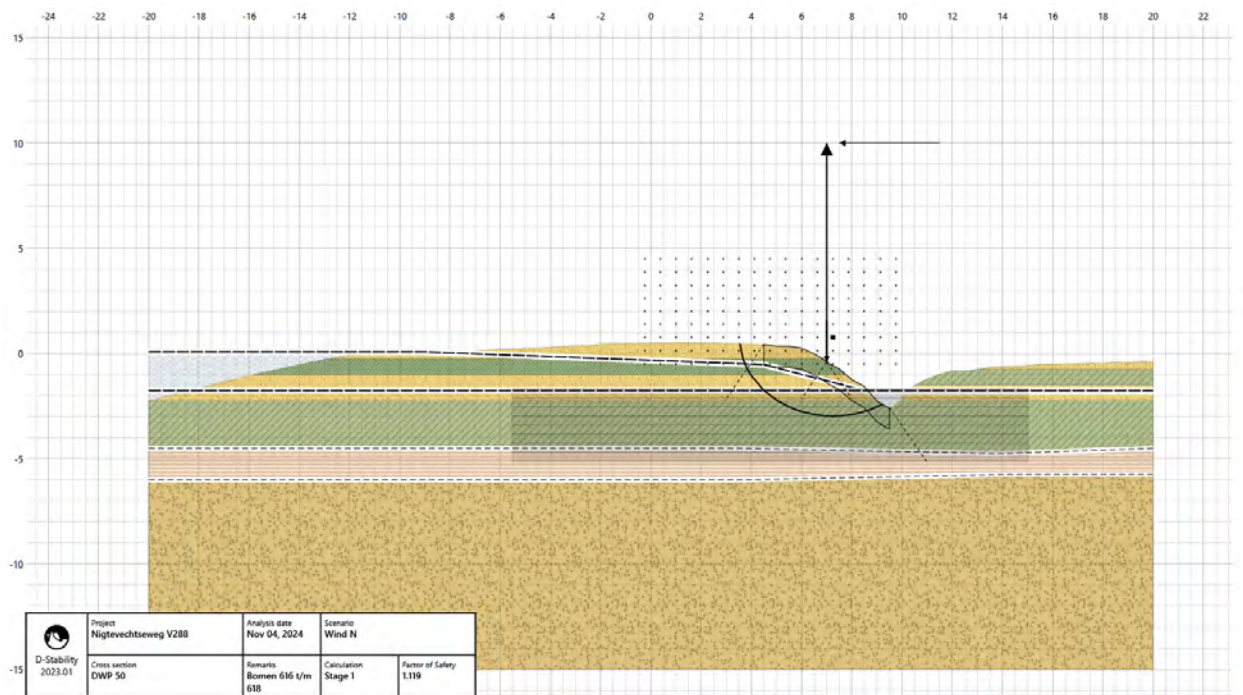 -24 -22 -20 -18 -16 -14 -12 -10 -8 -6 -4 -2 0 2 4 6 8 10 12 14 16 18 20 22
15
10
5
0
-5
-10
-15
D-Stability
2023.01
Project
Nigtevechtseweg V288
Analysis date
Nov 04, 2024
Scenario
Wind N
Cross section
DWP 50
Remarks
Bomen 616 t/m
618
Calculation
Stage 1
Factor of Safety
1.119